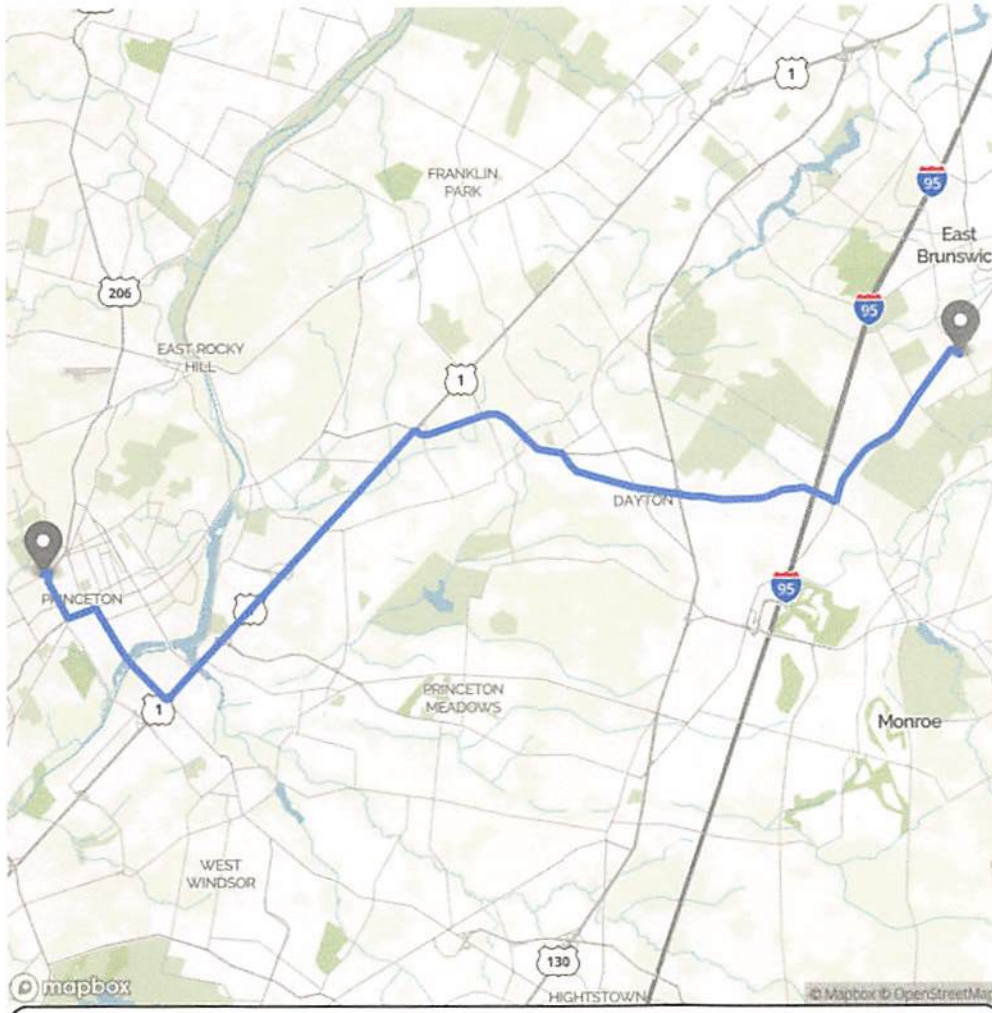 1
FRANKLIN
PARK
95
East
Brunswic
206
95
EAST ROCKY
HILL
1
DAYTON
PRINCETON
95
1
PRINCETON
MEADOWS
Monroe
WEST
WINDSOR
130
mapbox
HIGHTSTOWN
© Mapbox © OpenStreetMap